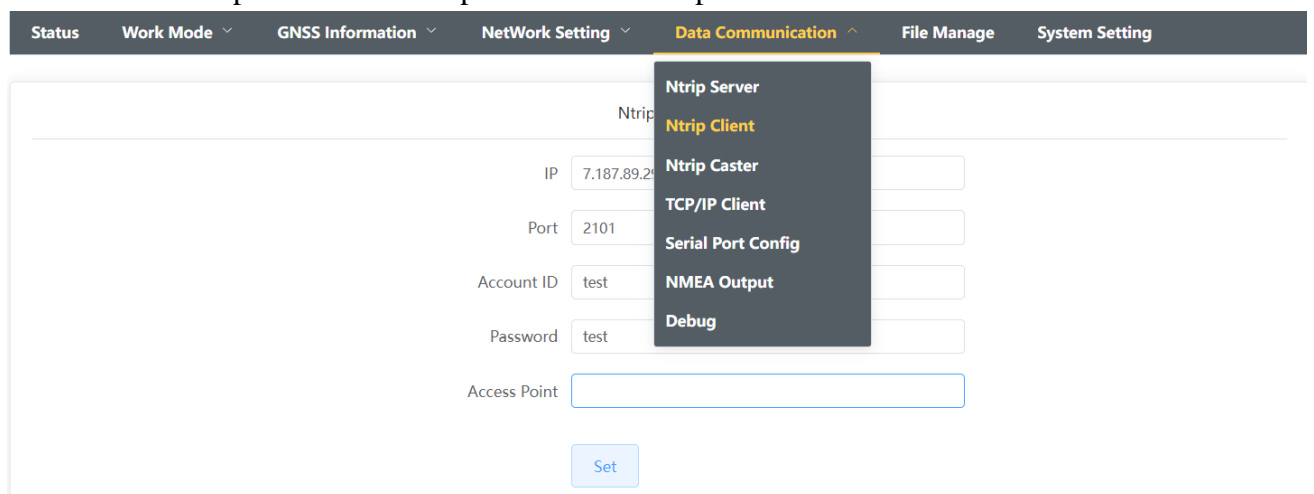 Status Work Mode GNSS Information NetWork Setting Data Communication File Manage System Setting
Ntrip Server
Ntrip
Ntrip Client
Ntrip Caster
TCP/IP Client
Serial Port Config
NMEA Output
Debug
IP 7.187.89.29
Port 2101
Account ID test
Password test
Access Point
Set